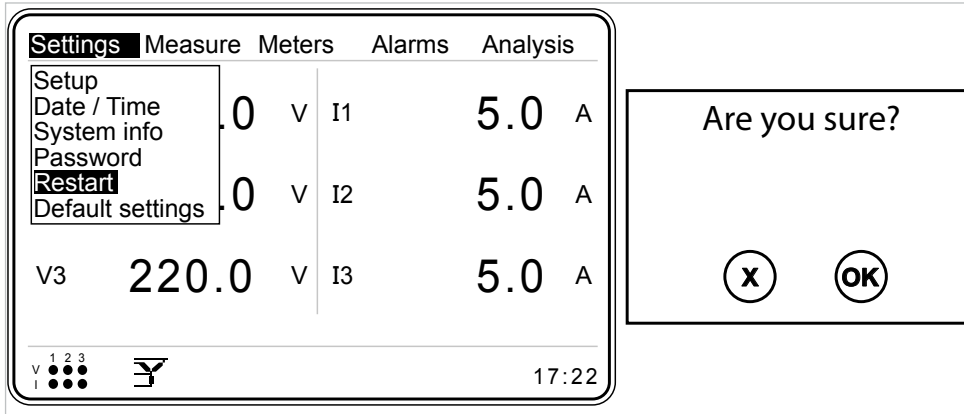 Settings Measure Meters Alarms Analysis
Setup
Date / Time
System info
Password
Restart
Default settings
.0 V I1 5.0 A
.0 V I2 5.0 A
V3 220.0 V I3 5.0 A
1 2 3
V
I
17:22
Are you sure?
X OK